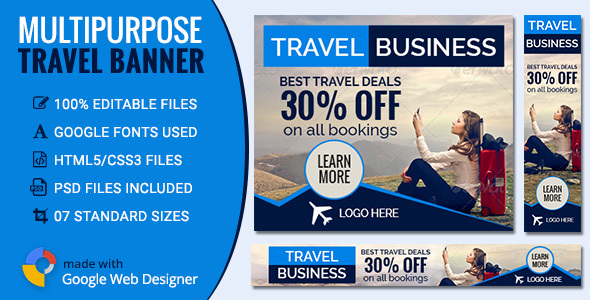 MULTIPURPOSE
TRAVEL BANNER
100% EDITABLE FILES
GOOGLE FONTS USED
HTML5/CSS3 FILES
PSD FILES INCLUDED
07 STANDARD SIZES
made with
Google Web Designer
TRAVEL BUSINESS
BEST TRAVEL DEALS
30% OFF
on all bookings
LEARN
MORE
LOGO HERE
TRAVEL
BUSINESS
BEST TRAVEL DEALS
30% OFF
on all bookings
LEARN
MORE
LOGO HERE
TRAVEL
BUSINESS
BEST TRAVEL DEALS
30% OFF
on all bookings
LEARN
MORE
LOGO HERE